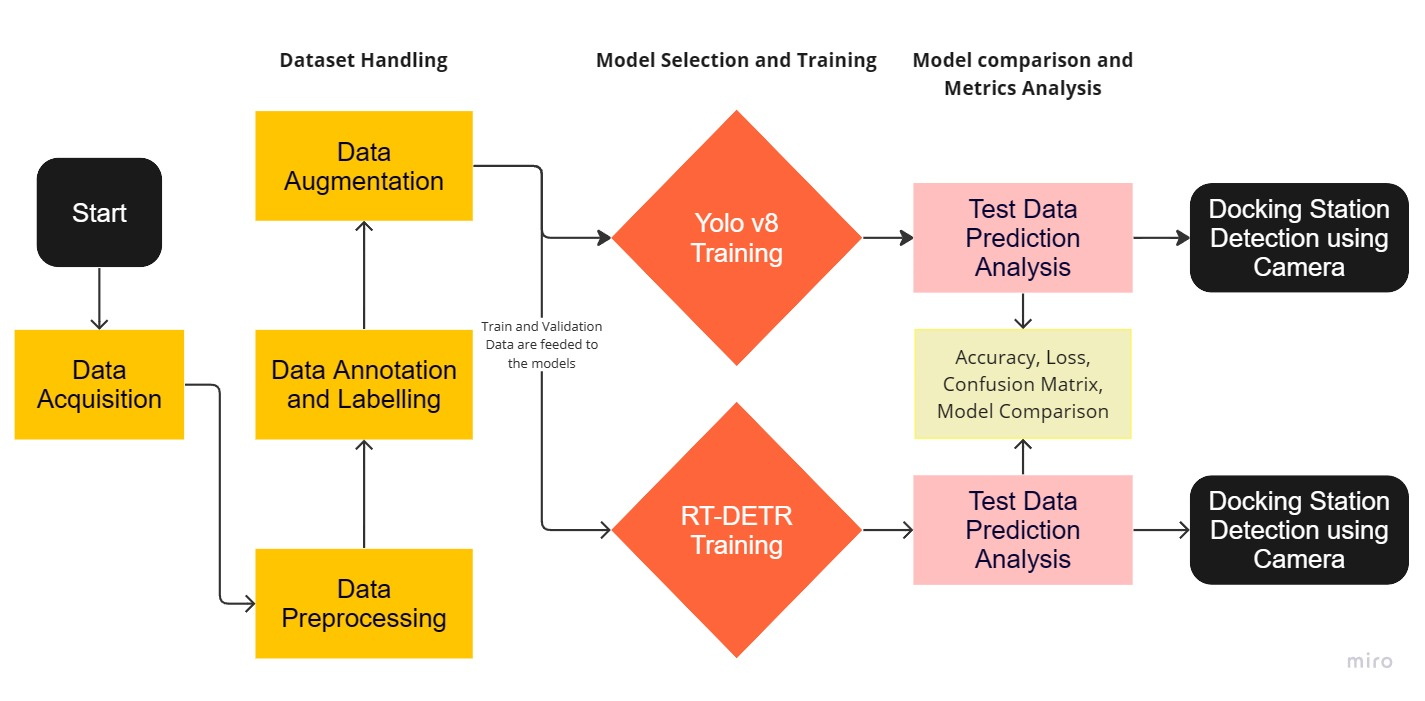 Dataset Handling
Model Selection and Training
Model comparison and
Metrics Analysis
Start
Data
Acquisition
Data
Augmentation
Data Annotation
and Labelling
Data
Preprocessing
Train and Validation
Data are feeded to
the models
Yolo v8
Training
RT-DETR
Training
Test Data
Prediction
Analysis
Accuracy, Loss,
Confusion Matrix,
Model Comparison
Test Data
Prediction
Analysis
Docking Station
Detection using
Camera
Docking Station
Detection using
Camera
miro